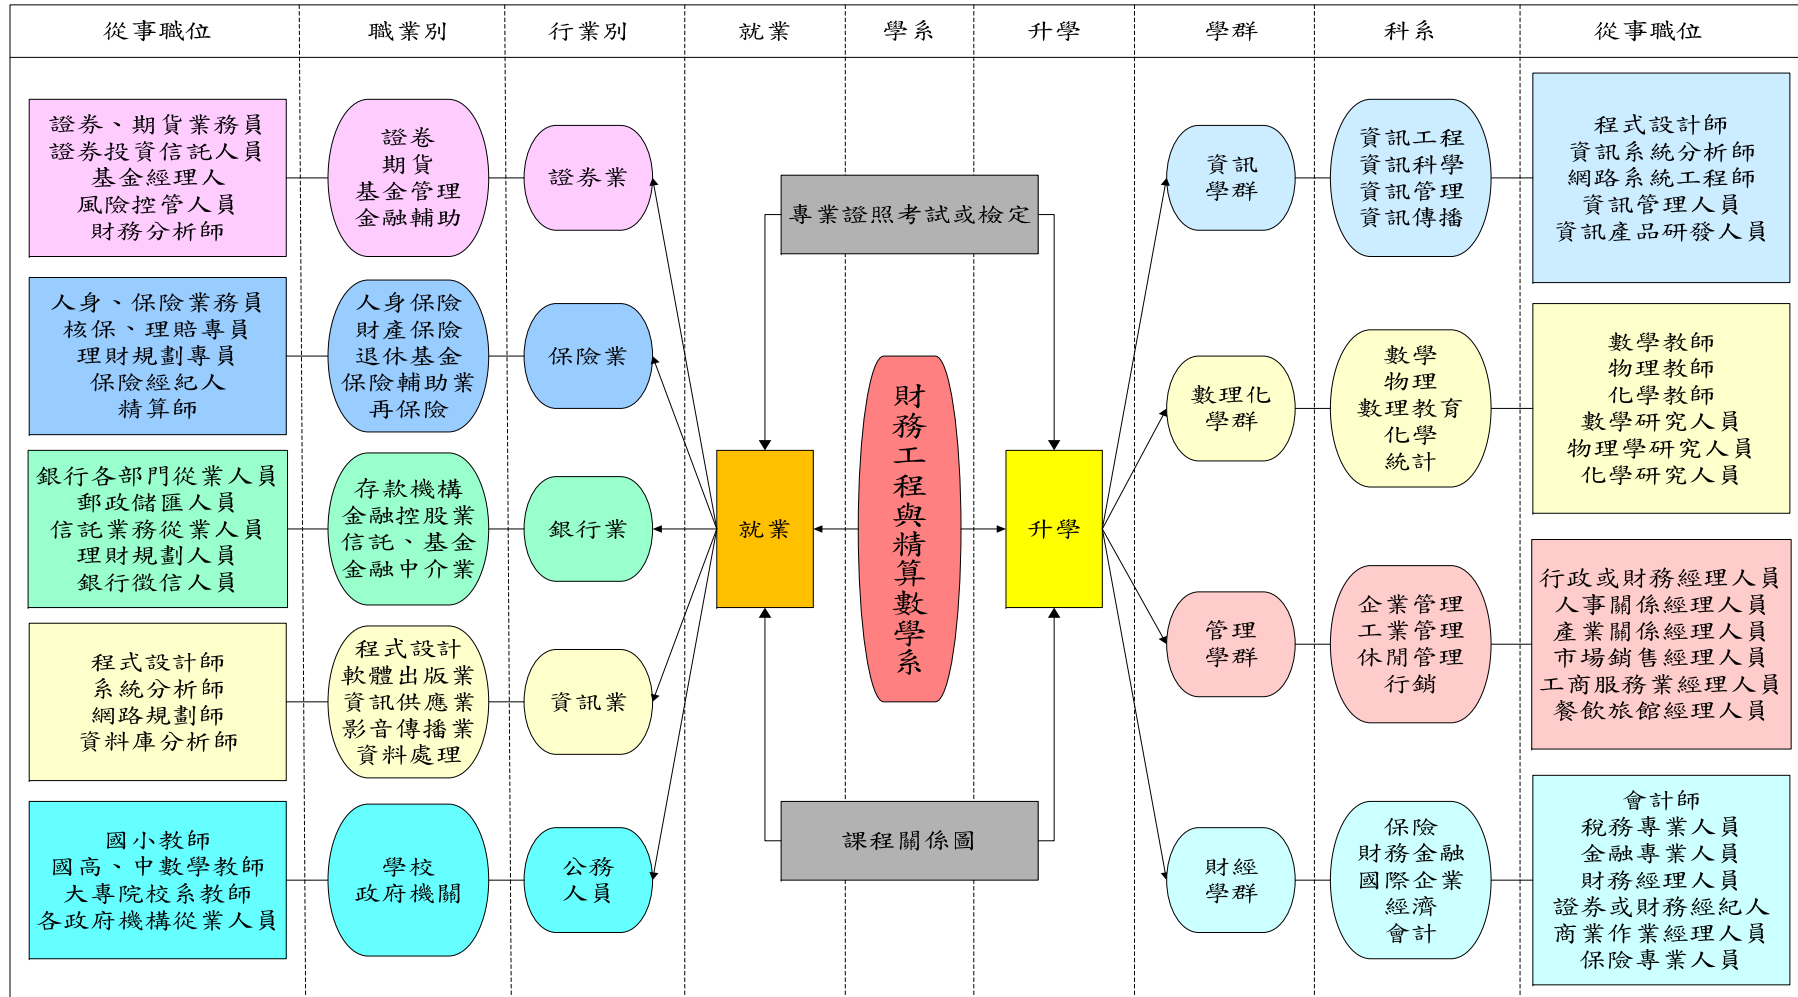 從事職位
職業別
行業別
就業
學系
升學
學群
科系
從事職位
證券、期貨業務員
證券投資信託人員
基金經理人
風險控管人員
財務分析師
證卷
期貨
基金管理
金融輔助
證券業
人身、保險業務員
核保、理賠專員
理財規劃專員
保險經紀人
精算師
人身保險
財產保險
退休基金
保險輔助業
再保險
保險業
銀行各部門從業人員
郵政儲匯人員
信託業務從業人員
理財規劃人員
銀行徵信人員
存款機構
金融控股業
信託、基金
金融中介業
銀行業
程式設計師
系統分析師
網路規劃師
資料庫分析師
程式設計
軟體出版業
資訊供應業
影音傳播業
資料處理
資訊業
國小教師
國高、中數學教師
大專院校系教師
各政府機構從業人員
學校
政府機關
公務
人員
就業
專業證照考試或檢定
財務工程與精算數學系
課程關係圖
升學
資訊
學群
資訊工程
資訊科學
資訊管理
資訊傳播
程式設計師
資訊系統分析師
網路系統工程師
資訊管理人員
資訊產品研發人員
數理化
學群
數學
物理
數理教育
化學
統計
數學教師
物理教師
化學教師
數學研究人員
物理學研究人員
化學研究人員
管理
學群
企業管理
工業管理
休閒管理
行銷
行政或財務經理人員
人事關係經理人員
產業關係經理人員
市場銷售經理人員
工商服務業經理人員
餐飲旅館經理人員
財經
學群
保險
財務金融
國際企業
經濟
會計
會計師
稅務專業人員
金融專業人員
財務經理人員
證券或財務經紀人
商業作業經理人員
保險專業人員